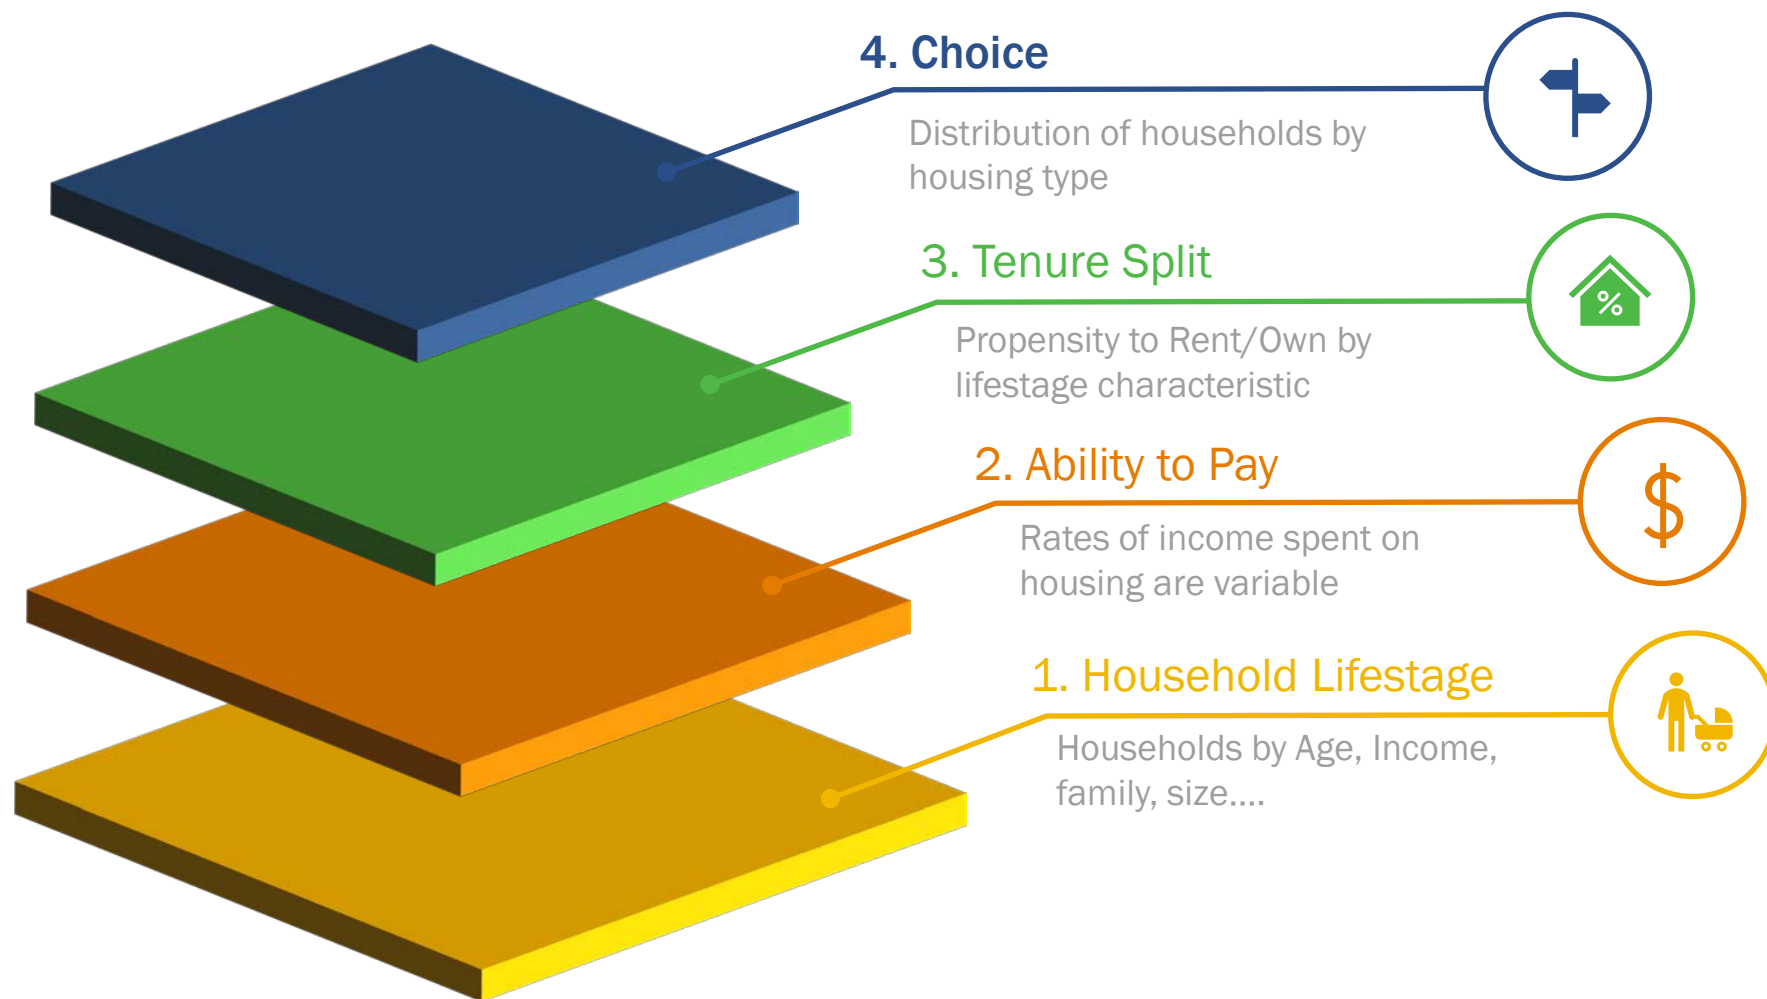 4. Choice
Distribution of households by
housing type
3. Tenure Split
%
Propensity to Rent/Own by
lifestage characteristic
2. Ability to Pay
$
Rates of income spent on
housing are variable
1. Household Lifestage
Households by Age, Income,
family, size....